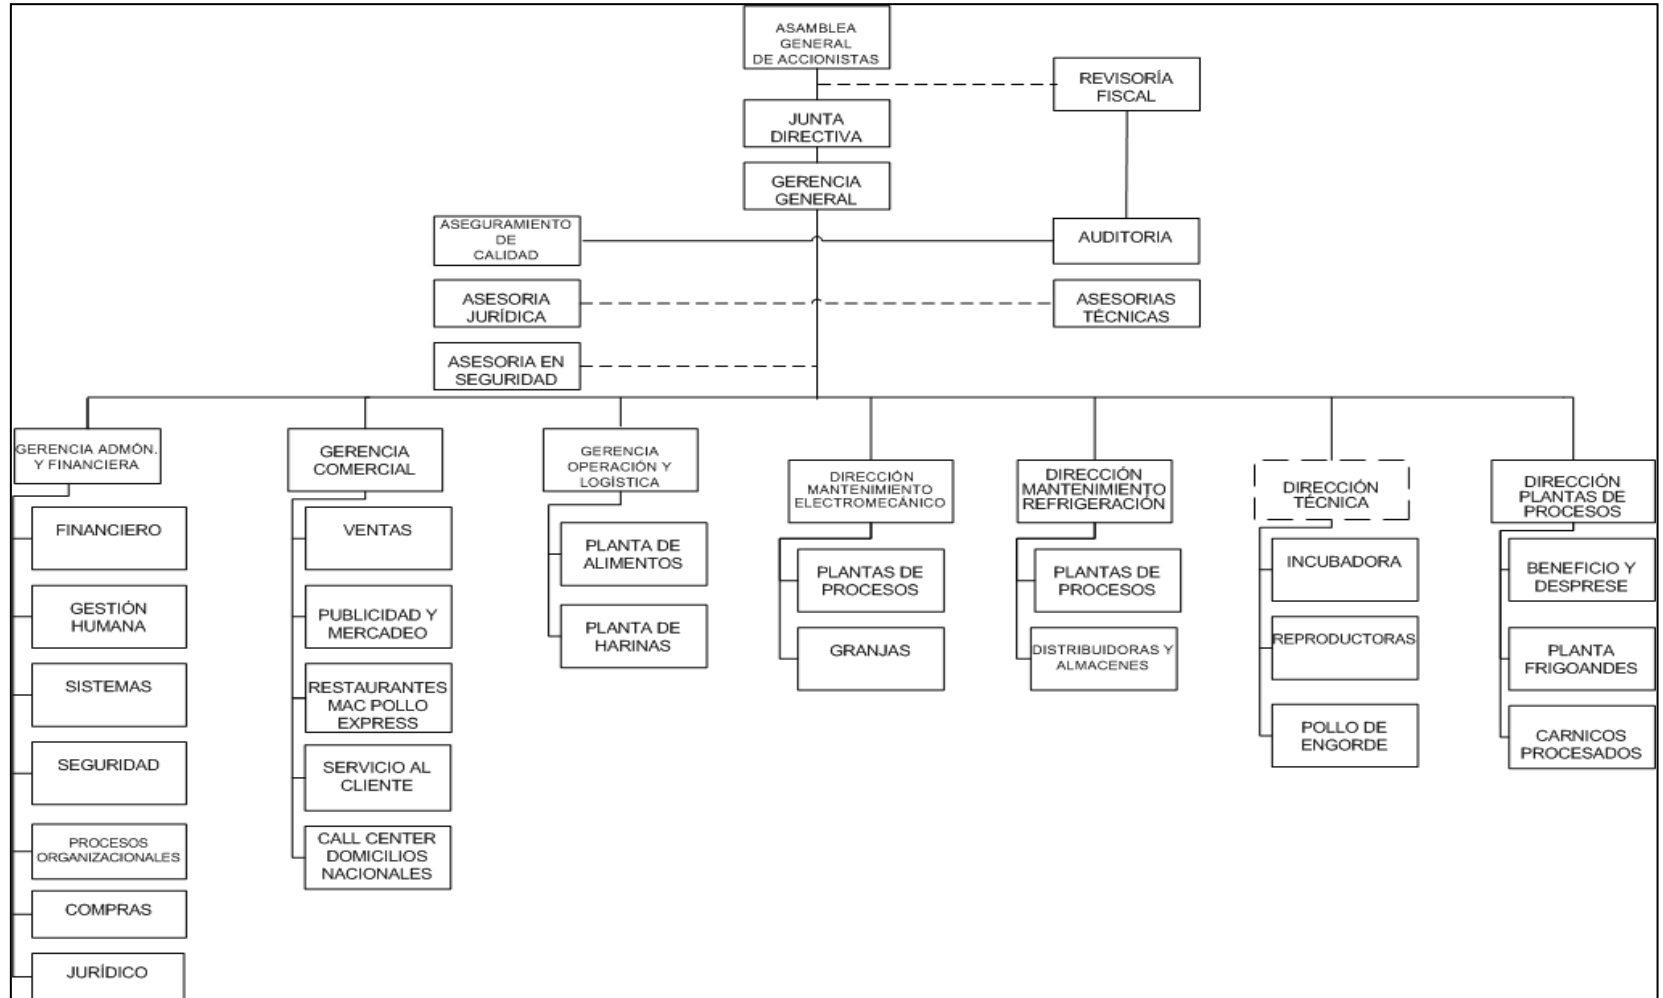 ASAMBLEA
GENERAL
DE ACCIONISTAS
REVISORÍA
FISCAL
JUNTA
DIRECTIVA
GERENCIA
GENERAL
ASEGURAMIENTO
DE
CALIDAD
AUDITORIA
ASESORIA
JURÍDICA
ASESORIAS
TÉCNICAS
ASESORIA EN
SEGURIDAD
GERENCIA ADMÓN.
Y FINANCIERA
FINANCIERO
GESTIÓN
HUMANA
SISTEMAS
SEGURIDAD
PROCESOS
ORGANIZACIONALES
COMPRAS
JURÍDICO
GERENCIA
COMERCIAL
VENTAS
PUBLICIDAD Y
MERCADEO
RESTAURANTES
MAC POLLO
EXPRESS
SERVICIO AL
CLIENTE
CALL CENTER
DOMICILIOS
NACIONALES
GERENCIA
OPERACIÓN Y
LOGÍSTICA
PLANTA DE
ALIMENTOS
PLANTA DE
HARINAS
DIRECCIÓN
MANTENIMIENTO
ELECTROMECÁNICO
PLANTAS DE
PROCESOS
GRANJAS
DIRECCIÓN
MANTENIMIENTO
REFRIGERACIÓN
PLANTAS DE
PROCESOS
DISTRIBUIDORAS Y
ALMACENES
DIRECCIÓN
TÉCNICA
INCUBADORA
REPRODUCTORAS
POLLO DE
ENGORDE
DIRECCIÓN
PLANTAS DE
PROCESOS
BENEFICIO Y
DESPRESE
PLANTA
FRIGOANDES
CARNICOS
PROCESADOS